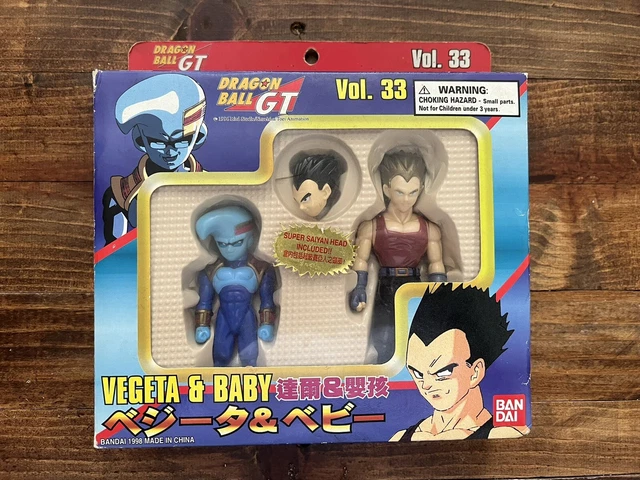 DRAGON BALL GT
Vol. 33
DRAGON BALL GT
Vol. 33
WARNING:
CHOKING HAZARD - Small parts.
Not for Children under 3 years.
SUPER SAIYAN HEAD
INCLUDED!!
VEGETA & BABY 達爾&嬰孩
ベジータ&ベビー
BANDAI 1998 MADE IN CHINA
BAN
DAI